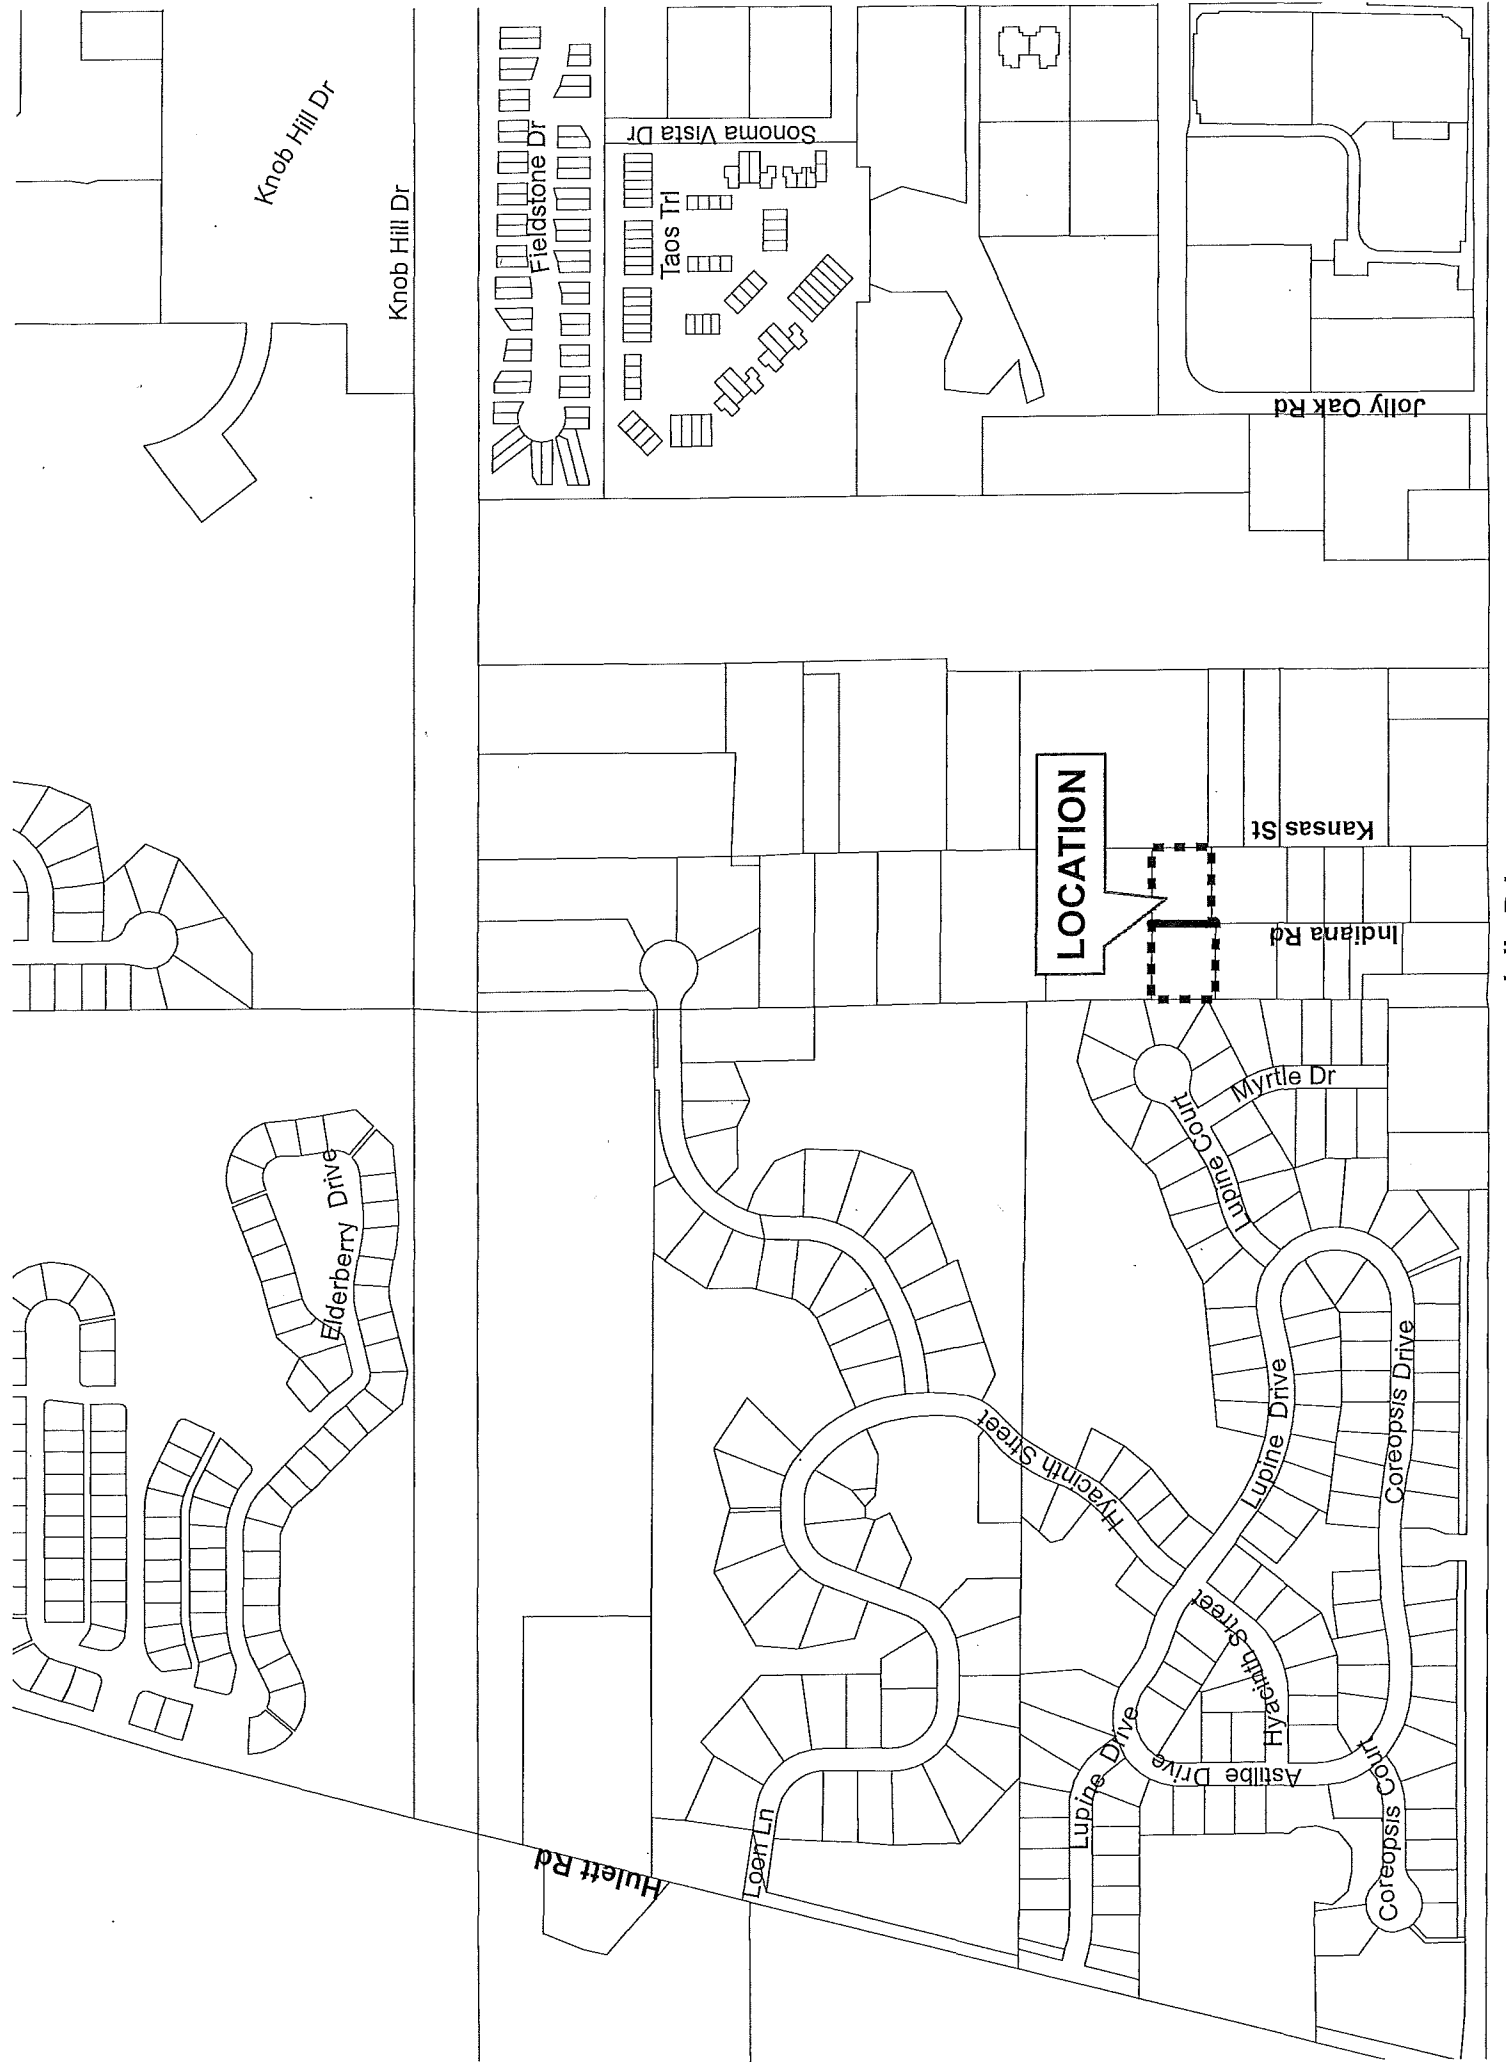 Knob Hill Dr
Knob Hill Dr
Fieldstone Dr
Sonoma Vista Dr
Taos Trl
Jolly Oak Rd
LOCATION
Kansas St
Indiana Rd
Myrtle Dr
Lupine Court
Elderberry Drive
Lupine Drive
Coreopsis Drive
Hyacinth Street
Hyacinth Street
Hyacinth
Street
Lupine Drive
Astilbe Drive
Coreopsis Court
Loon Ln
Hulett Rd